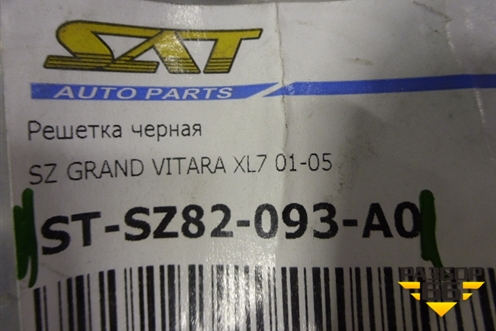 SAT
AUTO PARTS
Решетка черная
SZ GRAND VITARA XL7 01-05
ST-SZ82-093-A0